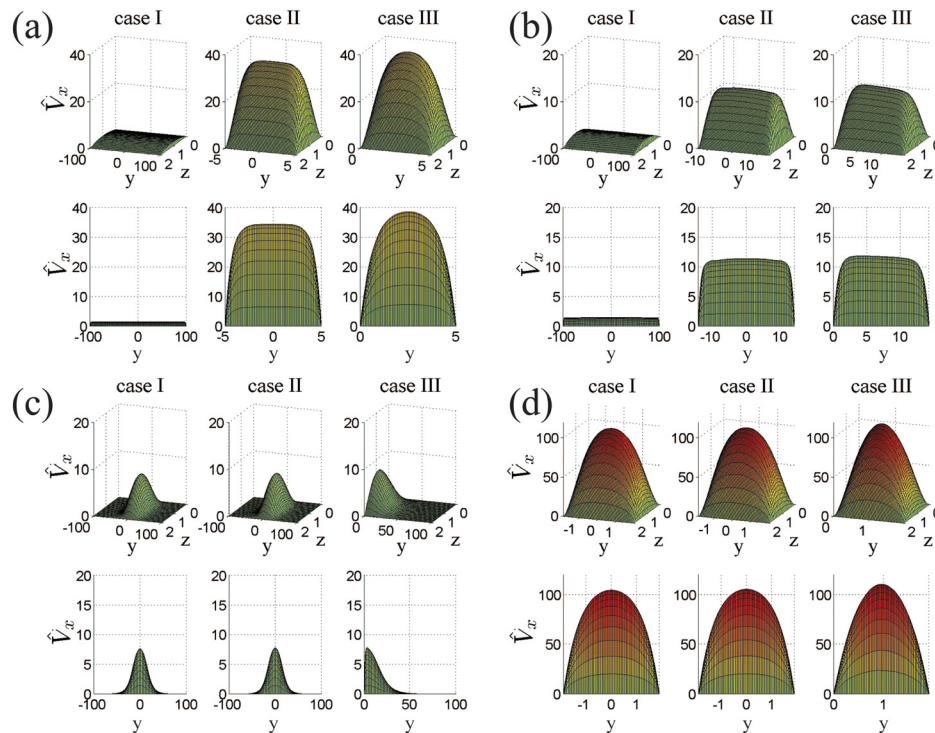 (a) case I case II case III
40 40 40
V̂x 20 20 20
0 0 0
-100 0 100 2 1 0 -5 0 5 2 1 0 0 5 2 1 0
y z y z y z
40 40 40
30 30 30
V̂x 20 20 20
10 10 10
0 0 0
-100 0 100 -5 0 5 0 5
y y y
(b) case I case II case III
20 20 20
V̂x 10 10 10
0 0 0
-100 0 100 2 1 0 -10 0 10 2 1 0 0 5 10 2 1 0
y z y z y z
20 20 20
15 15 15
V̂x 10 10 10
5 5 5
0 0 0
-100 0 100 -10 0 10 0 5 10
y y y
(c) case I case II case III
20 20 20
V̂x 10 10 10
0 0 0
-100 0 100 2 1 0 -100 0 100 2 1 0 0 50 100 2 1 0
y z y z y z
20 20 20
15 15 15
V̂x 10 10 10
5 5 5
0 0 0
-100 0 100 -100 0 100 0 50 100
y y y
(d) case I case II case III
100 100 100
V̂x 50 50 50
0 0 0
-1 0 1 2 1 0 -1 0 1 2 1 0 0 1 2 1 0
y z y z y z
100 100 100
V̂x 50 50 50
0 0 0
-1 0 1 -1 0 1 0 1
y y y